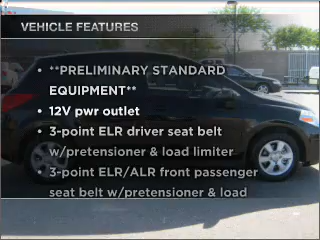 VEHICLE FEATURES
• **PRELIMINARY STANDARD
EQUIPMENT**
• 12V pwr outlet
• 3-point ELR driver seat belt
w/pretensioner & load limiter
• 3-point ELR/ALR front passenger
seat belt w/pretensioner & load